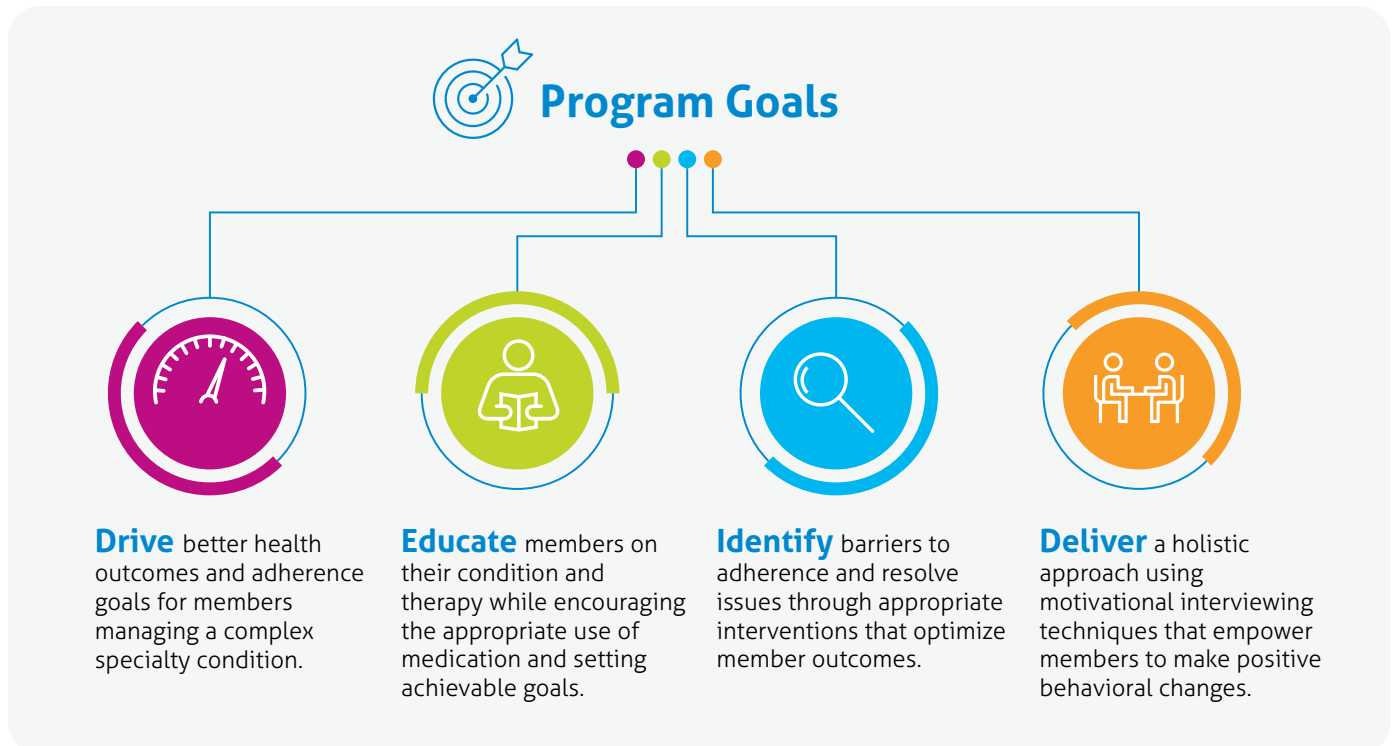 Program Goals
Drive better health
outcomes and adherence
goals for members
managing a complex
specialty condition.
Educate members on
their condition and
therapy while encouraging
the appropriate use of
medication and setting
achievable goals.
Identify barriers to
adherence and resolve
issues through appropriate
interventions that optimize
member outcomes.
Deliver a holistic
approach using
motivational interviewing
techniques that empower
members to make positive
behavioral changes.